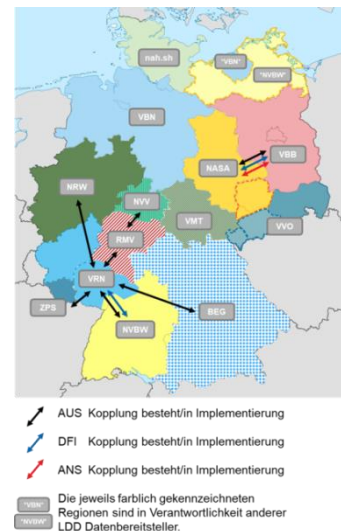 nah.sh
"VBN"
"NVBW"
VBN
NASA
VBB
NRW
NVV
VMT
VVO
RMV
VRN
ZPS
NVBW
BEG
AUS Kopplung besteht/in Implementierung
DFI Kopplung besteht/in Implementierung
ANS Kopplung besteht/in Implementierung
"VBN"
"NVBW"
Die jeweils farblich gekennzeichneten
Regionen sind in Verantwortlichkeit anderer
LDD Datenbereitsteller.